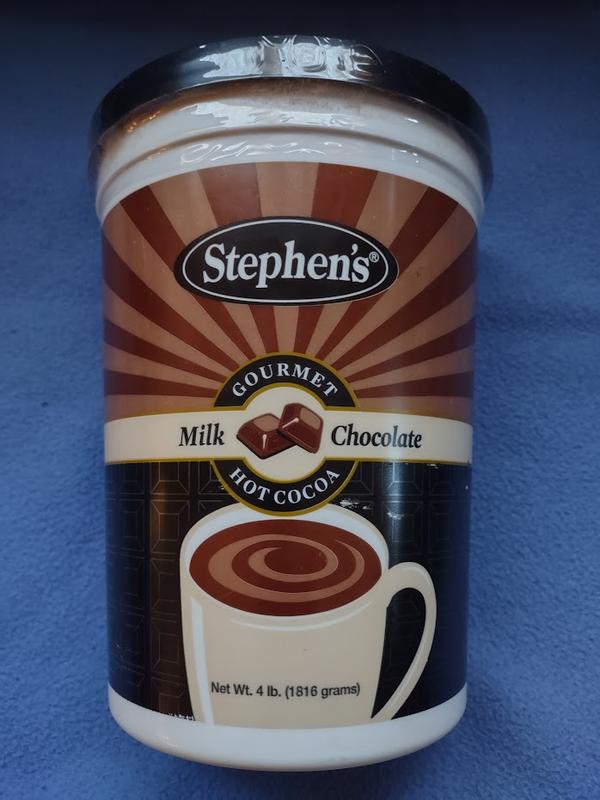 Stephen's®
GOURMET
Milk Chocolate
HOT COCOA
Net Wt. 4 lb. (1816 grams)